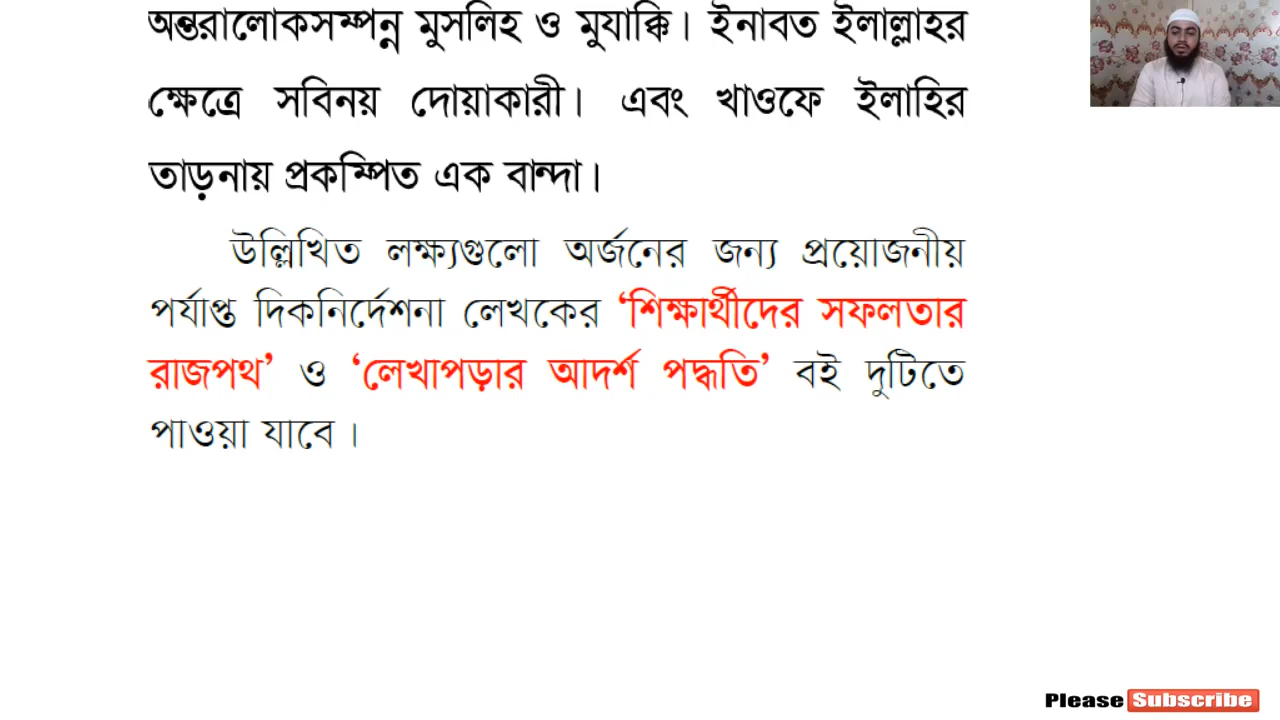 অন্তরালোকসম্পন্ন মুসলিহ ও মুযাক্কি। ইনাবত ইলাল্লাহর
ক্ষেত্রে সবিনয় দোয়াকারী। এবং খাওফে ইলাহির
তাড়নায় প্রকম্পিত এক বান্দা।
উল্লিখিত লক্ষ্যগুলো অর্জনের জন্য প্রয়োজনীয়
পর্যাপ্ত দিকনির্দেশনা লেখকের ‘শিক্ষার্থীদের সফলতার
রাজপথ’ ও ‘লেখাপড়ার আদর্শ পদ্ধতি’ বই দুটিতে
পাওয়া যাবে।
Please Subscribe